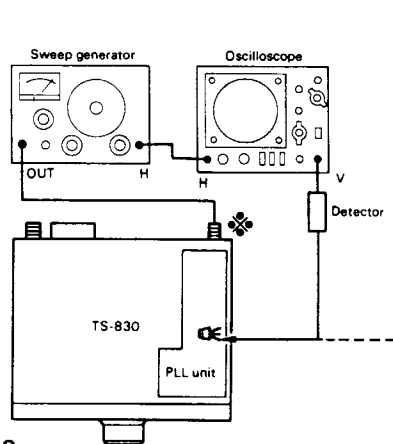 Sweep generator
Oscilloscope
OUT
H
H
V
Detector
※
TS-830
PLL unit